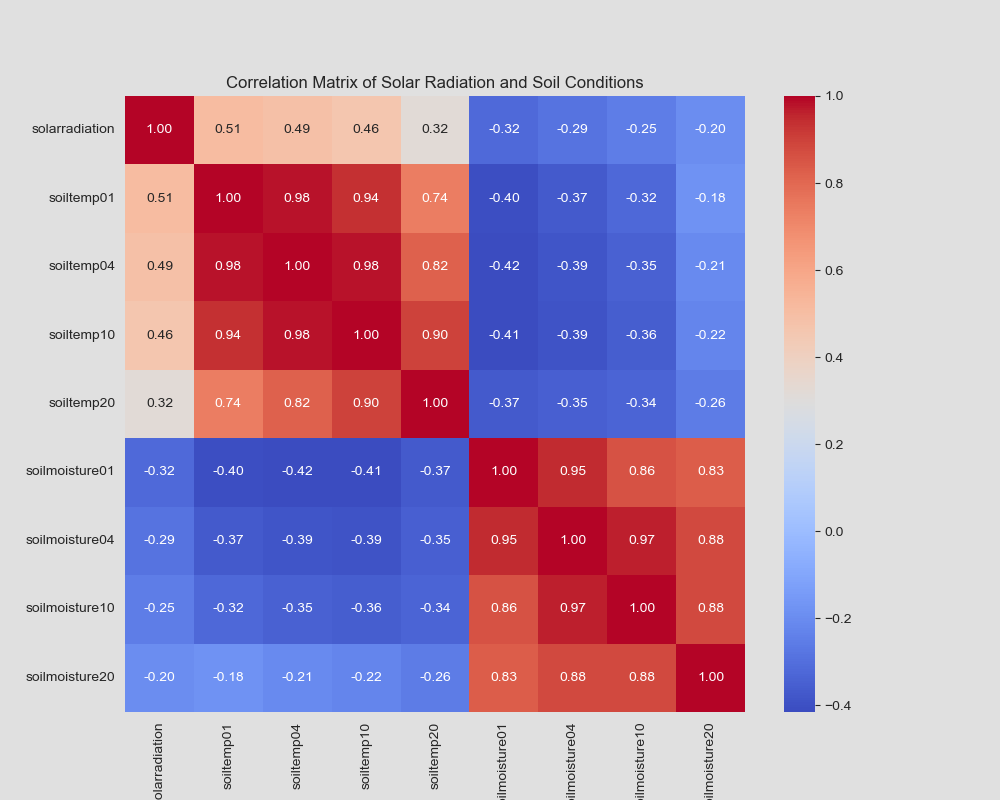 Correlation Matrix of Solar Radiation and Soil Conditions
solarradiation 1.00 0.51 0.49 0.46 0.32 -0.32 -0.29 -0.25 -0.20
soiltemp01 0.51 1.00 0.98 0.94 0.74 -0.40 -0.37 -0.32 -0.18
soiltemp04 0.49 0.98 1.00 0.98 0.82 -0.42 -0.39 -0.35 -0.21
soiltemp10 0.46 0.94 0.98 1.00 0.90 -0.41 -0.39 -0.36 -0.22
soiltemp20 0.32 0.74 0.82 0.90 1.00 -0.37 -0.35 -0.34 -0.26
soilmoisture01 -0.32 -0.40 -0.42 -0.41 -0.37 1.00 0.95 0.86 0.83
soilmoisture04 -0.29 -0.37 -0.39 -0.39 -0.35 0.95 1.00 0.97 0.88
soilmoisture10 -0.25 -0.32 -0.35 -0.36 -0.34 0.86 0.97 1.00 0.88
soilmoisture20 -0.20 -0.18 -0.21 -0.22 -0.26 0.83 0.88 0.88 1.00
olarradiation
soiltemp01
soiltemp04
soiltemp10
soiltemp20
oilmoisture01
oilmoisture04
oilmoisture10
oilmoisture20
1.0
0.8
0.6
0.4
0.2
0.0
−0.2
−0.4